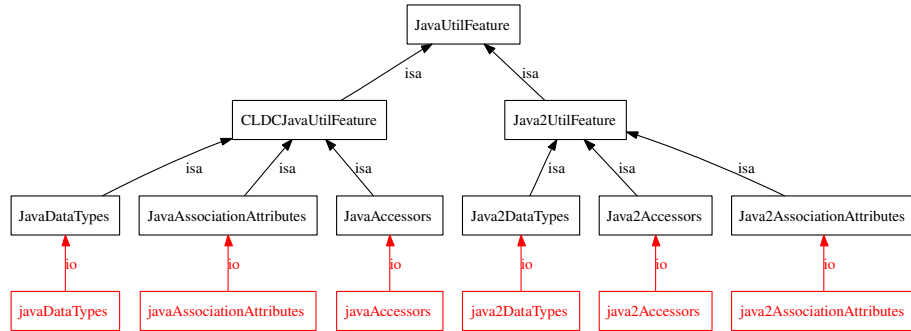 JavaUtilFeature
isa isa
CLDCJavaUtilFeature Java2UtilFeature
isa isa isa isa isa isa
JavaDataTypes JavaAssociationAttributes JavaAccessors Java2DataTypes Java2Accessors Java2AssociationAttributes
io io io io io io
javaDataTypes javaAssociationAttributes javaAccessors java2DataTypes java2Accessors java2AssociationAttributes